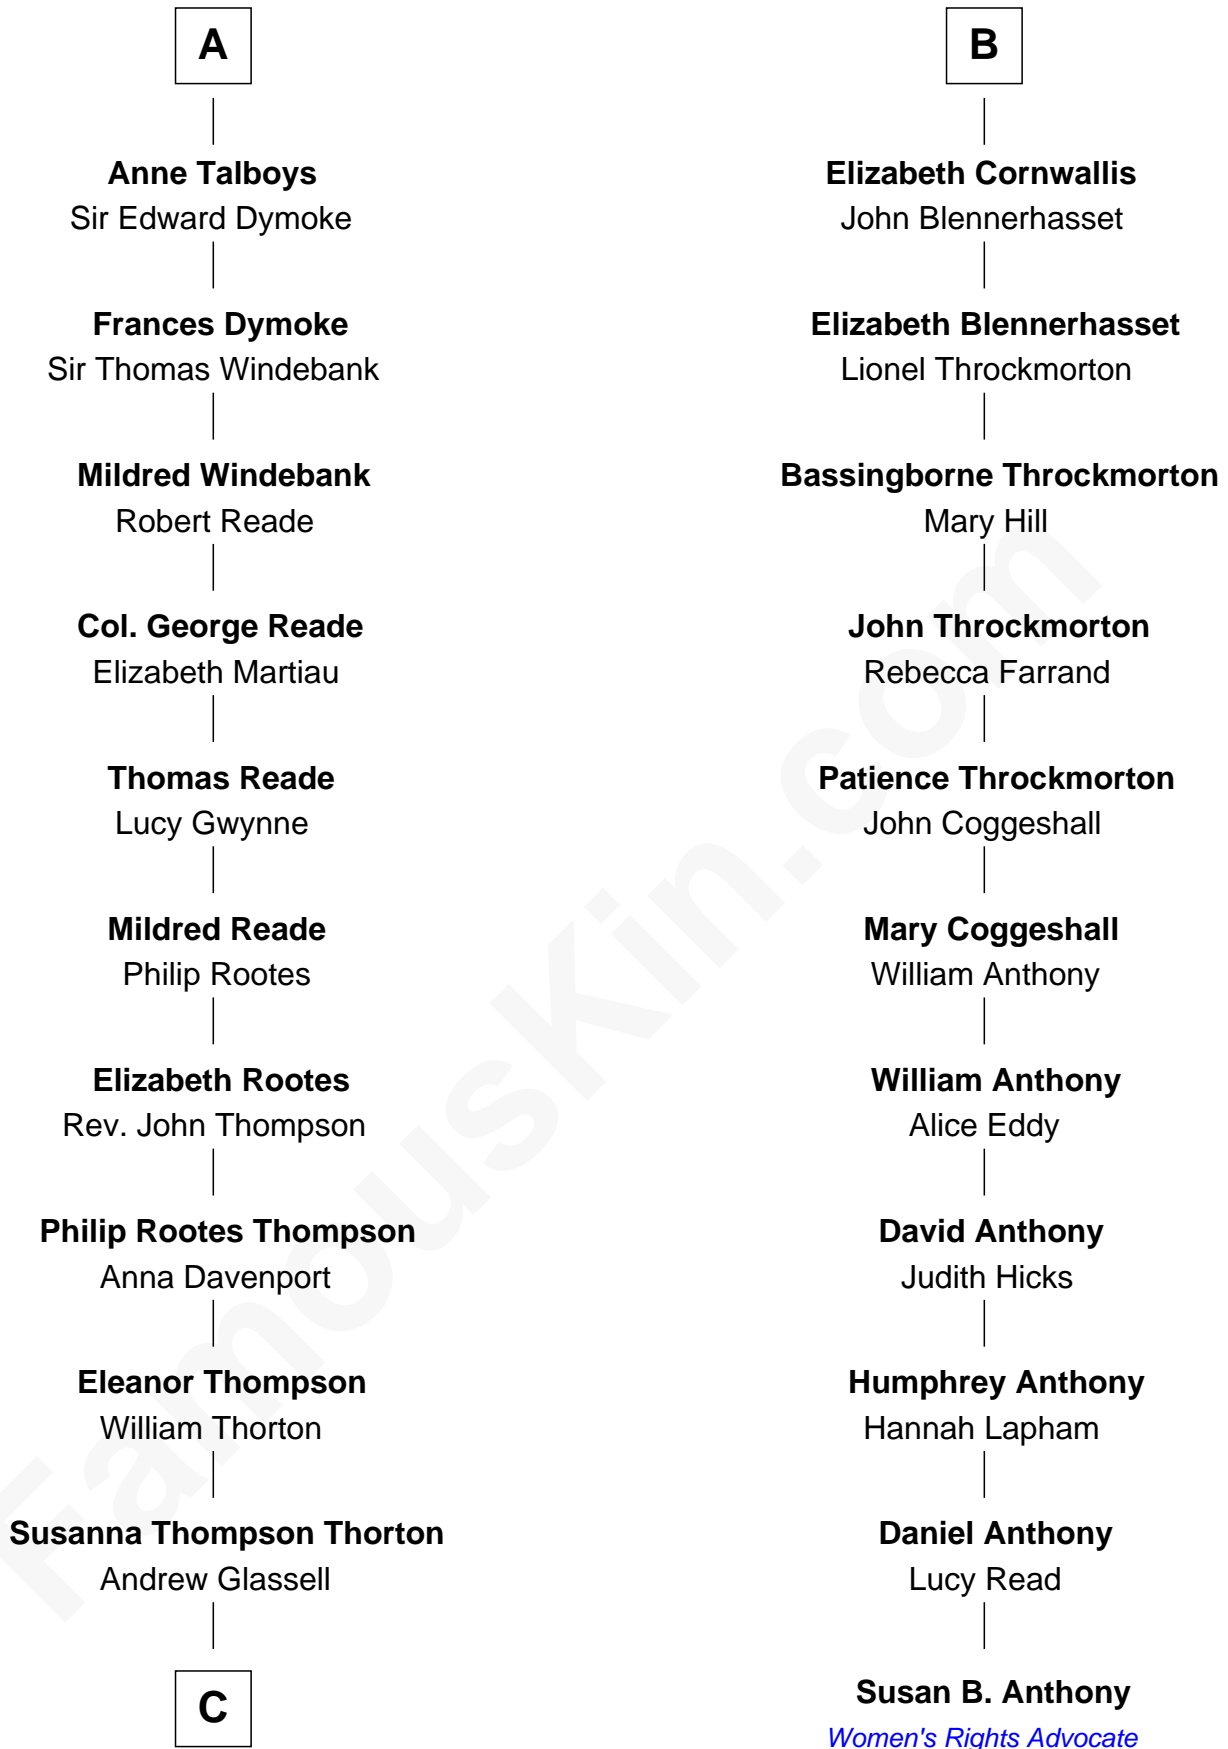 A
Anne Talboys
Sir Edward Dymoke
Frances Dymoke
Sir Thomas Windebank
Mildred Windebank
Robert Reade
Col. George Reade
Elizabeth Martiau
Thomas Reade
Lucy Gwynne
Mildred Reade
Philip Rootes
Elizabeth Rootes
Rev. John Thompson
Philip Rootes Thompson
Anna Davenport
Eleanor Thompson
William Thorton
Susanna Thompson Thorton
Andrew Glassell
C
B
Elizabeth Cornwallis
John Blennerhasset
Elizabeth Blennerhasset
Lionel Throckmorton
Bassingborne Throckmorton
Mary Hill
John Throckmorton
Rebecca Farrand
Patience Throckmorton
John Coggeshall
Mary Coggeshall
William Anthony
William Anthony
Alice Eddy
David Anthony
Judith Hicks
Humphrey Anthony
Hannah Lapham
Daniel Anthony
Lucy Read
Susan B. Anthony
Women's Rights Advocate
FamousKin.com